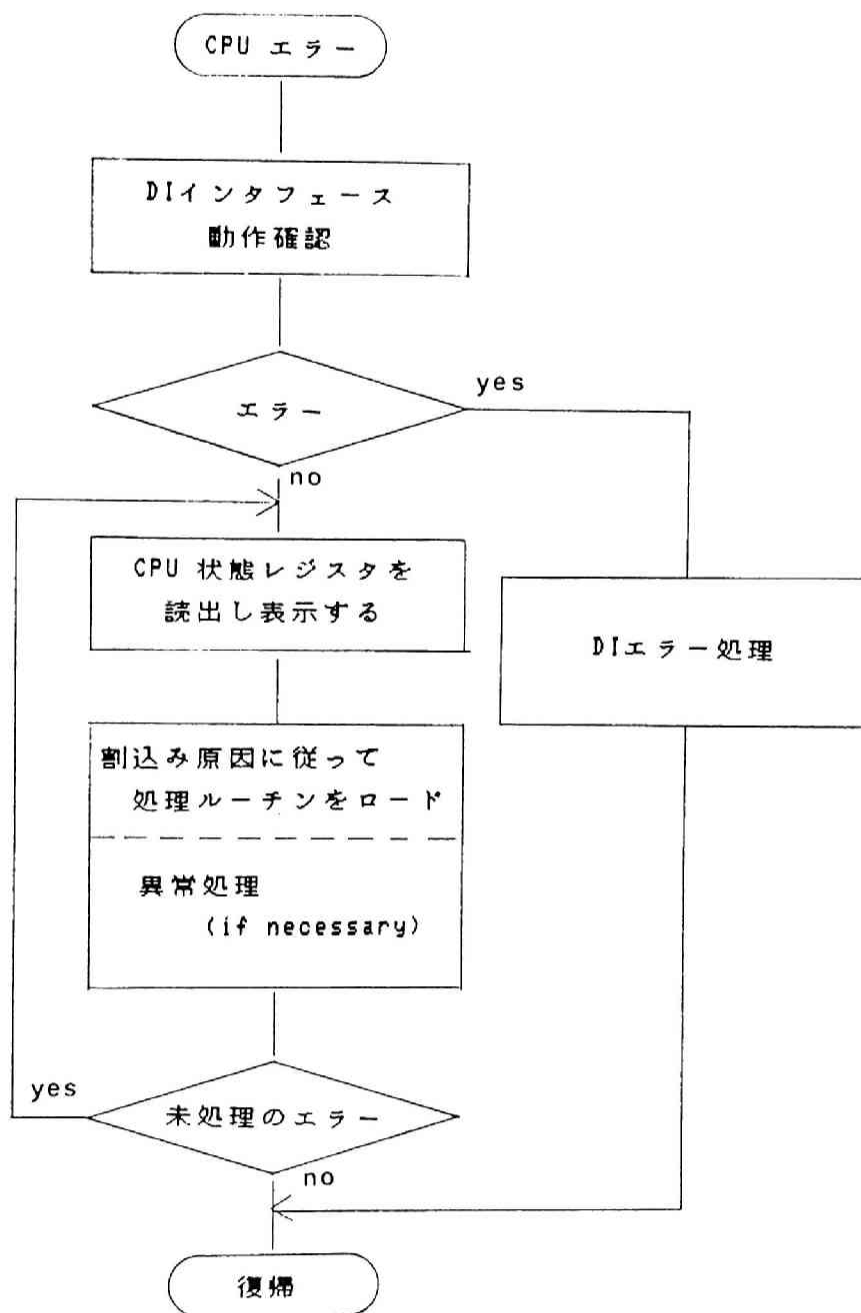 CPU エラー
DIインタフェース
動作確認
エラー
yes
no
CPU 状態レジスタを
読出し表示する
DIエラー処理
割込み原因に従って
処理ルーチンをロード
異常処理
(if necessary)
yes
未処理のエラー
no
復帰